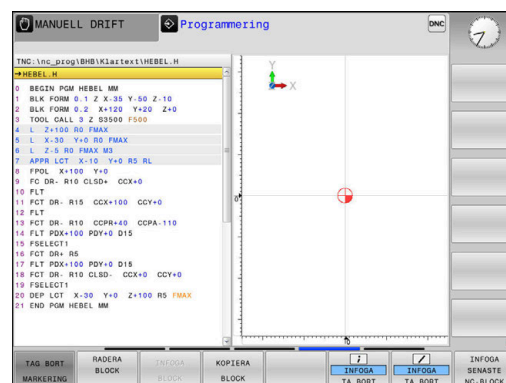 MANUELL DRIFT
Programmering
DNC
TNC:\nc_prog\BHB\Klartext\HEBEL.H
→HEBEL.H
0 BEGIN PGM HEBEL MM
1 BLK FORM 0.1 Z X-35 Y-50 Z-10
2 BLK FORM 0.2 X+120 Y+20 Z+0
3 TOOL CALL 3 Z S3500 F500
4 L Z+100 R0 FMAX
5 L X-30 Y+0 R0 FMAX
6 L Z-5 R0 FMAX M3
7 APPR LCT X-10 Y+0 R5 RL
8 FPOL X+100 Y+0
9 FC DR- R10 CLSD+ CCX+0
10 FLT
11 FCT DR- R15 CCX+100 CCY+0
12 FLT
13 FCT DR- R10 CCPR+40 CCPA-110
14 FLT PDX+100 PDY+0 D15
15 FSELECT1
16 FCT DR+ R5
17 FLT PDX+100 PDY+0 D15
18 FCT DR- R10 CLSD- CCX+0 CCY+0
19 FSELECT1
20 DEP LCT X-30 Y+0 Z+100 R5 FMAX
21 END PGM HEBEL MM
Y
X
0
0
TAG BORT
MARKERING
RADERA
BLOCK
INFOGA
BLOCK
KOPIERA
BLOCK
INFOGA
TA BORT
INFOGA
TA BORT
INFOGA
SENASTE
NC-BLOCK